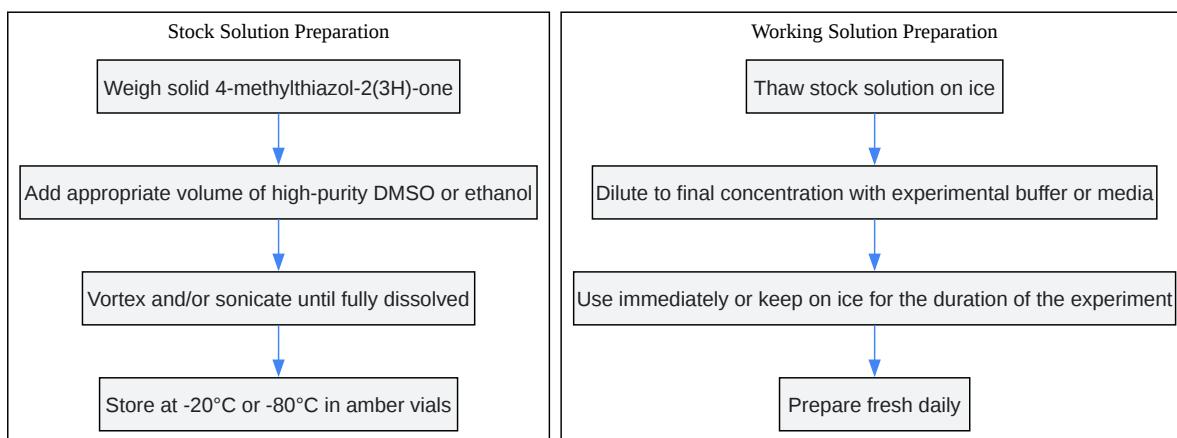 Stock Solution Preparation
Weigh solid 4-methylthiazol-2(3H)-one
Add appropriate volume of high-purity DMSO or ethanol
Vortex and/or sonicate until fully dissolved
Store at -20°C or -80°C in amber vials
Working Solution Preparation
Thaw stock solution on ice
Dilute to final concentration with experimental buffer or media
Use immediately or keep on ice for the duration of the experiment
Prepare fresh daily